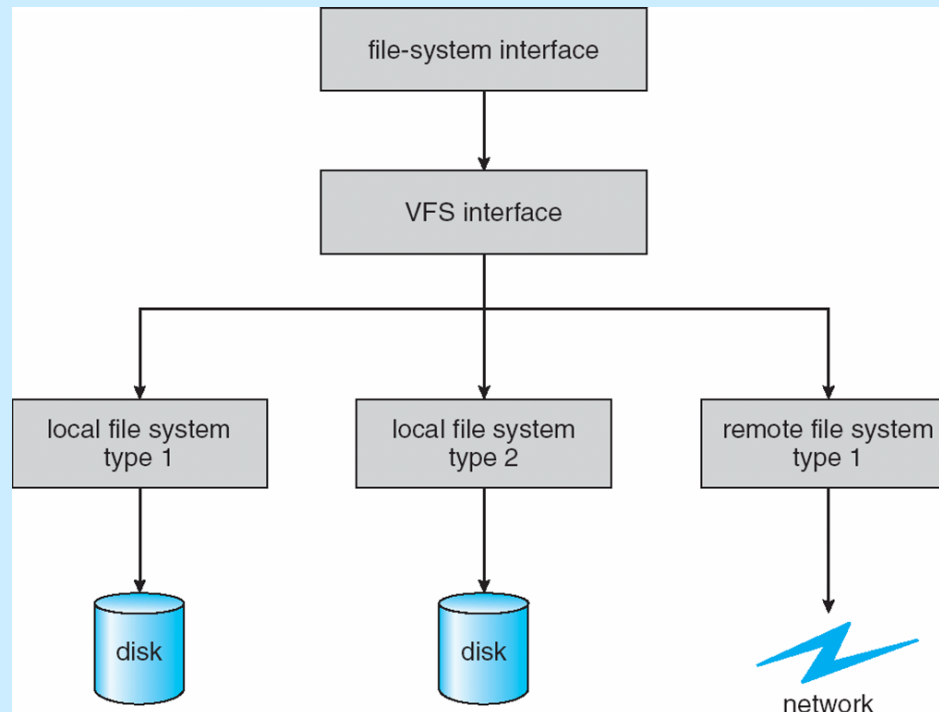 file-system interface
VFS interface
local file system
type 1
local file system
type 2
remote file system
type 1
disk
disk
network